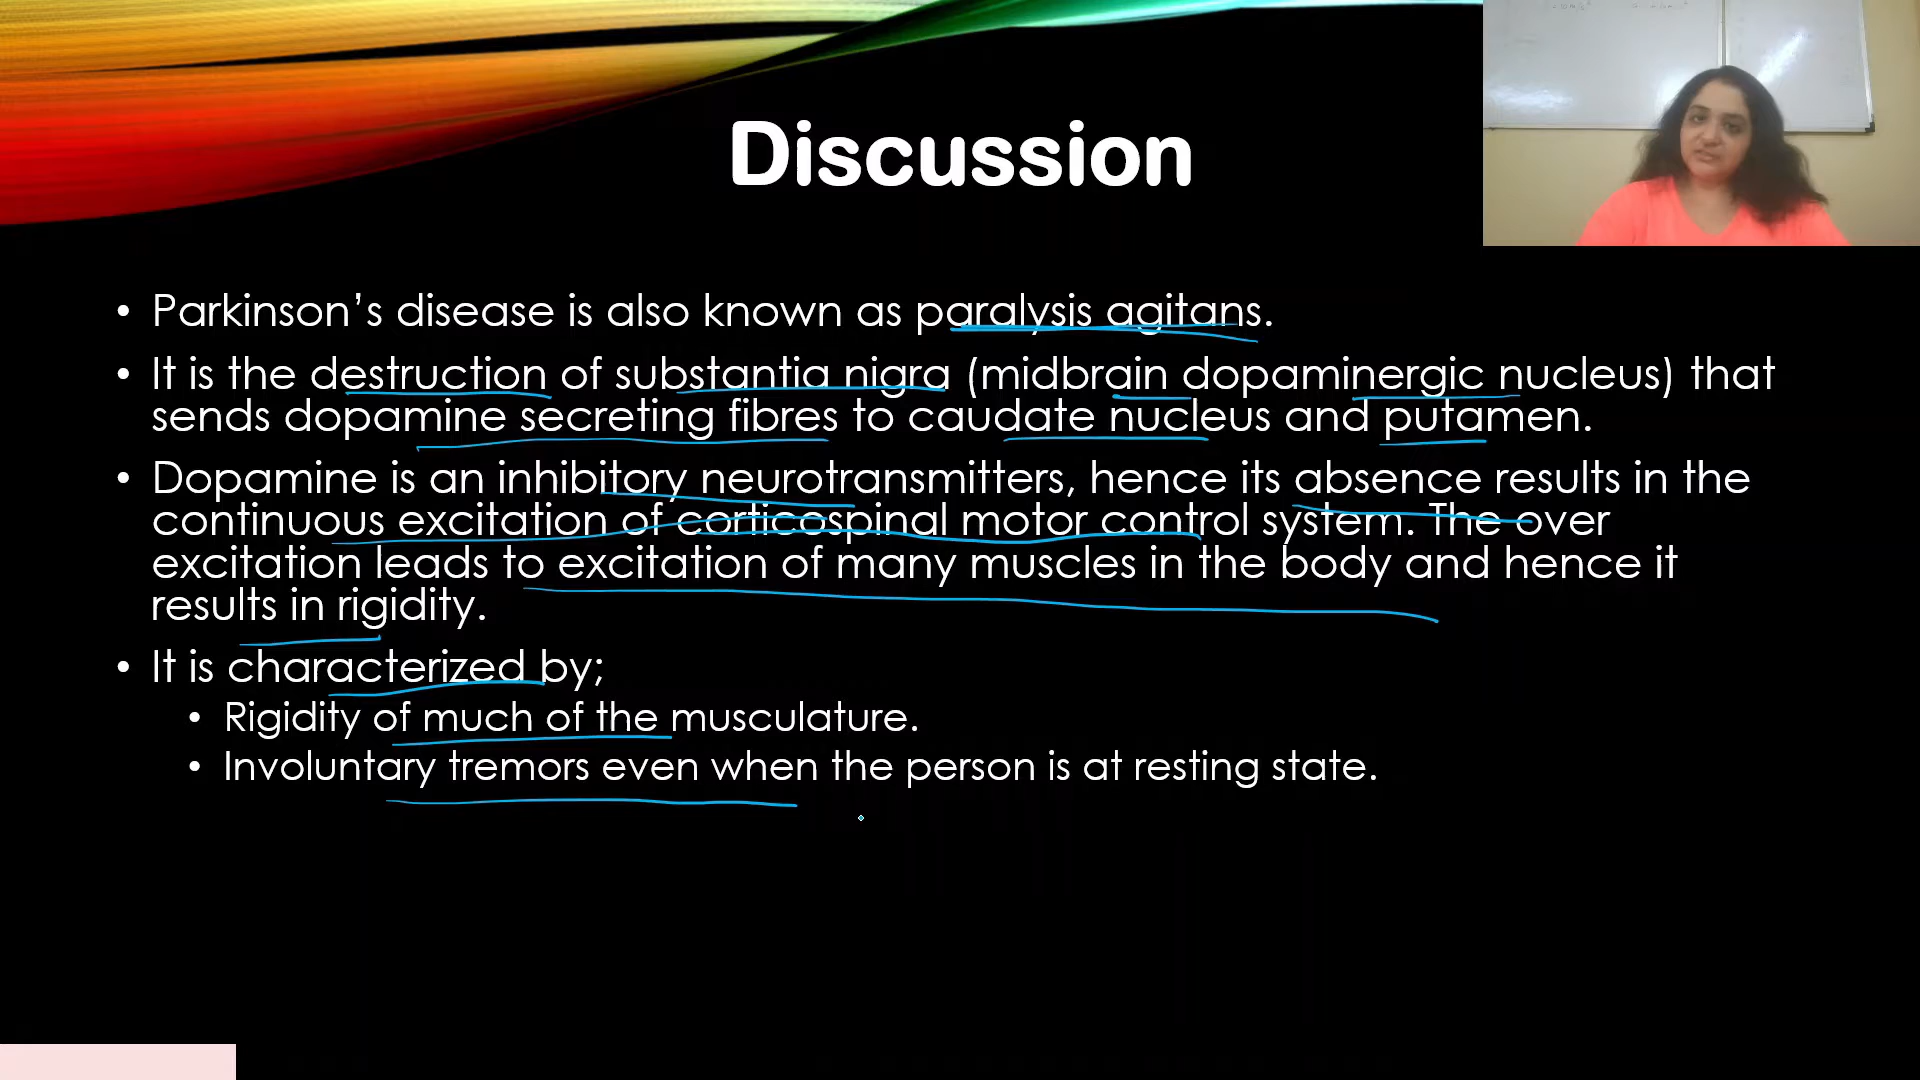 Discussion
• Parkinson’s disease is also known as paralysis agitans.
• It is the destruction of substantia nigra (midbrain dopaminergic nucleus) that
sends dopamine secreting fibres to caudate nucleus and putamen.
• Dopamine is an inhibitory neurotransmitters, hence its absence results in the
continuous excitation of corticospinal motor control system. The over
excitation leads to excitation of many muscles in the body and hence it
results in rigidity.
• It is characterized by;
• Rigidity of much of the musculature.
• Involuntary tremors even when the person is at resting state.